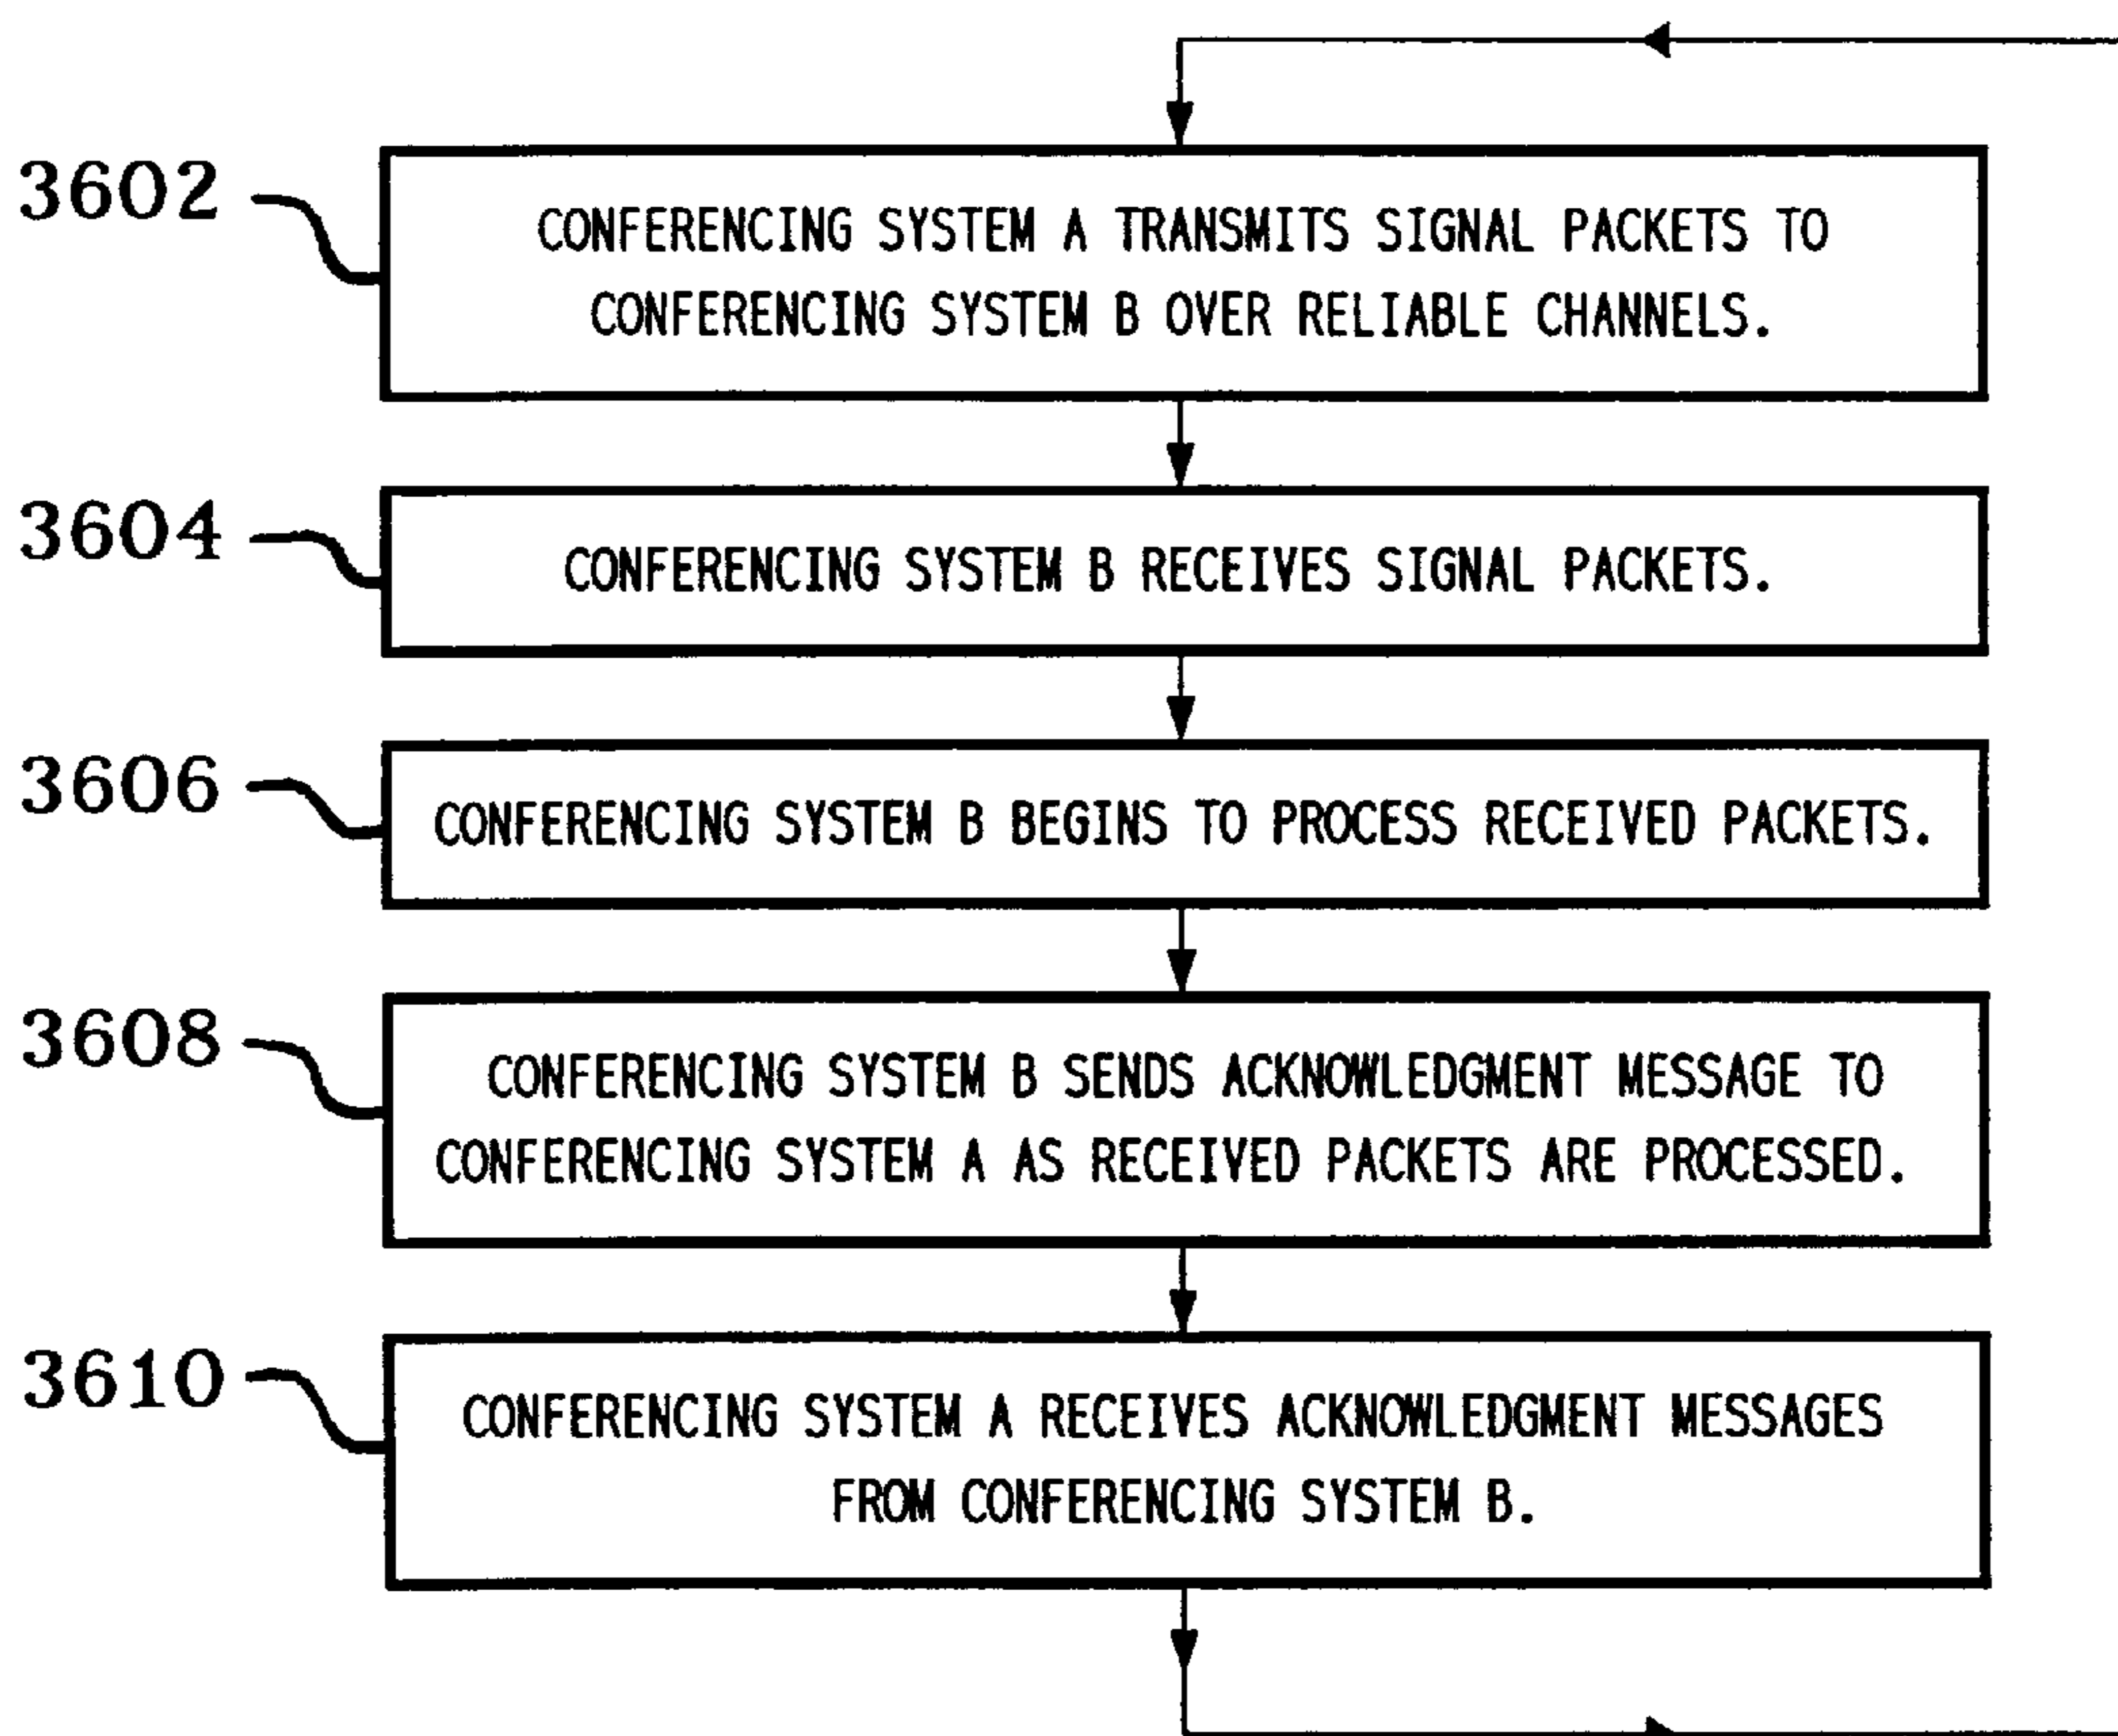 3602
CONFERENCING SYSTEM A TRANSMITS SIGNAL PACKETS TO
CONFERENCING SYSTEM B OVER RELIABLE CHANNELS.
3604
CONFERENCING SYSTEM B RECEIVES SIGNAL PACKETS.
3606
CONFERENCING SYSTEM B BEGINS TO PROCESS RECEIVED PACKETS.
3608
CONFERENCING SYSTEM B SENDS ACKNOWLEDGMENT MESSAGE TO
CONFERENCING SYSTEM A AS RECEIVED PACKETS ARE PROCESSED.
3610
CONFERENCING SYSTEM A RECEIVES ACKNOWLEDGMENT MESSAGES
FROM CONFERENCING SYSTEM B.